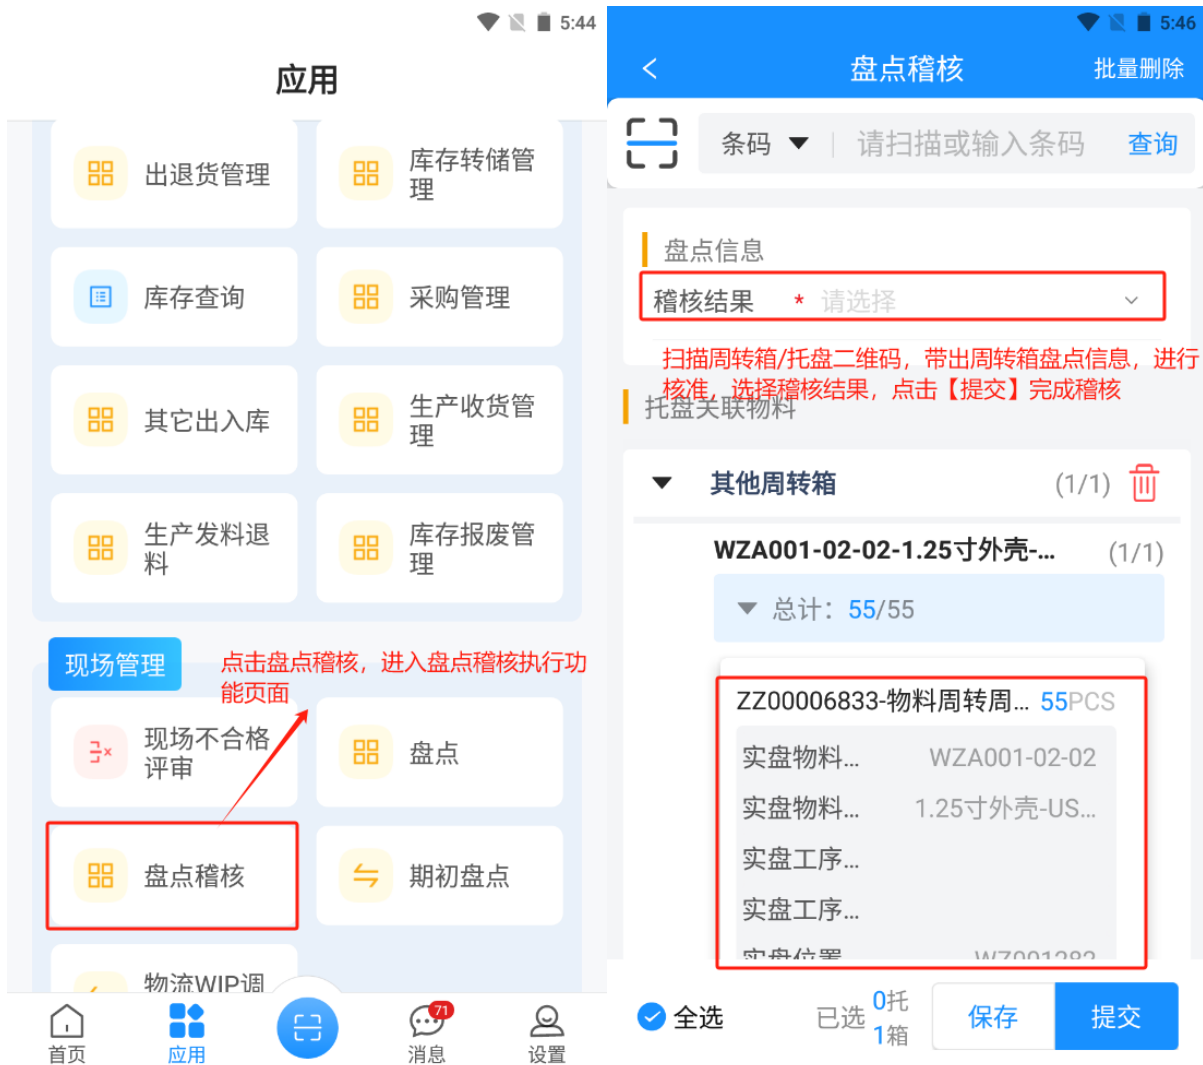 5:44
应用
出退货管理
库存转储管
理
库存查询
采购管理
其它出入库
生产收货管
理
生产发料退
料
库存报废管
理
现场管理
点击盘点稽核，进入盘点稽核执行功
能页面
现场不合格
评审
盘点
盘点稽核
期初盘点
物流WIP调
首页
应用
71
消息
设置
5:46
盘点稽核
批量删除
条码
请扫描或输入条码
查询
盘点信息
稽核结果 * 请选择
扫描周转箱/托盘二维码，带出周转箱盘点信息，进行
核准，选择稽核结果，点击【提交】完成稽核
托盘关联物料
其他周转箱 (1/1)
WZA001-02-02-1.25寸外壳-... (1/1)
总计：55/55
ZZ00006833-物料周转周... 55PCS
实盘物料... WZA001-02-02
实盘物料... 1.25寸外壳-US...
实盘工序...
实盘工序...
实盘位置 WZ001282
全选
已选 0托
1箱
保存
提交